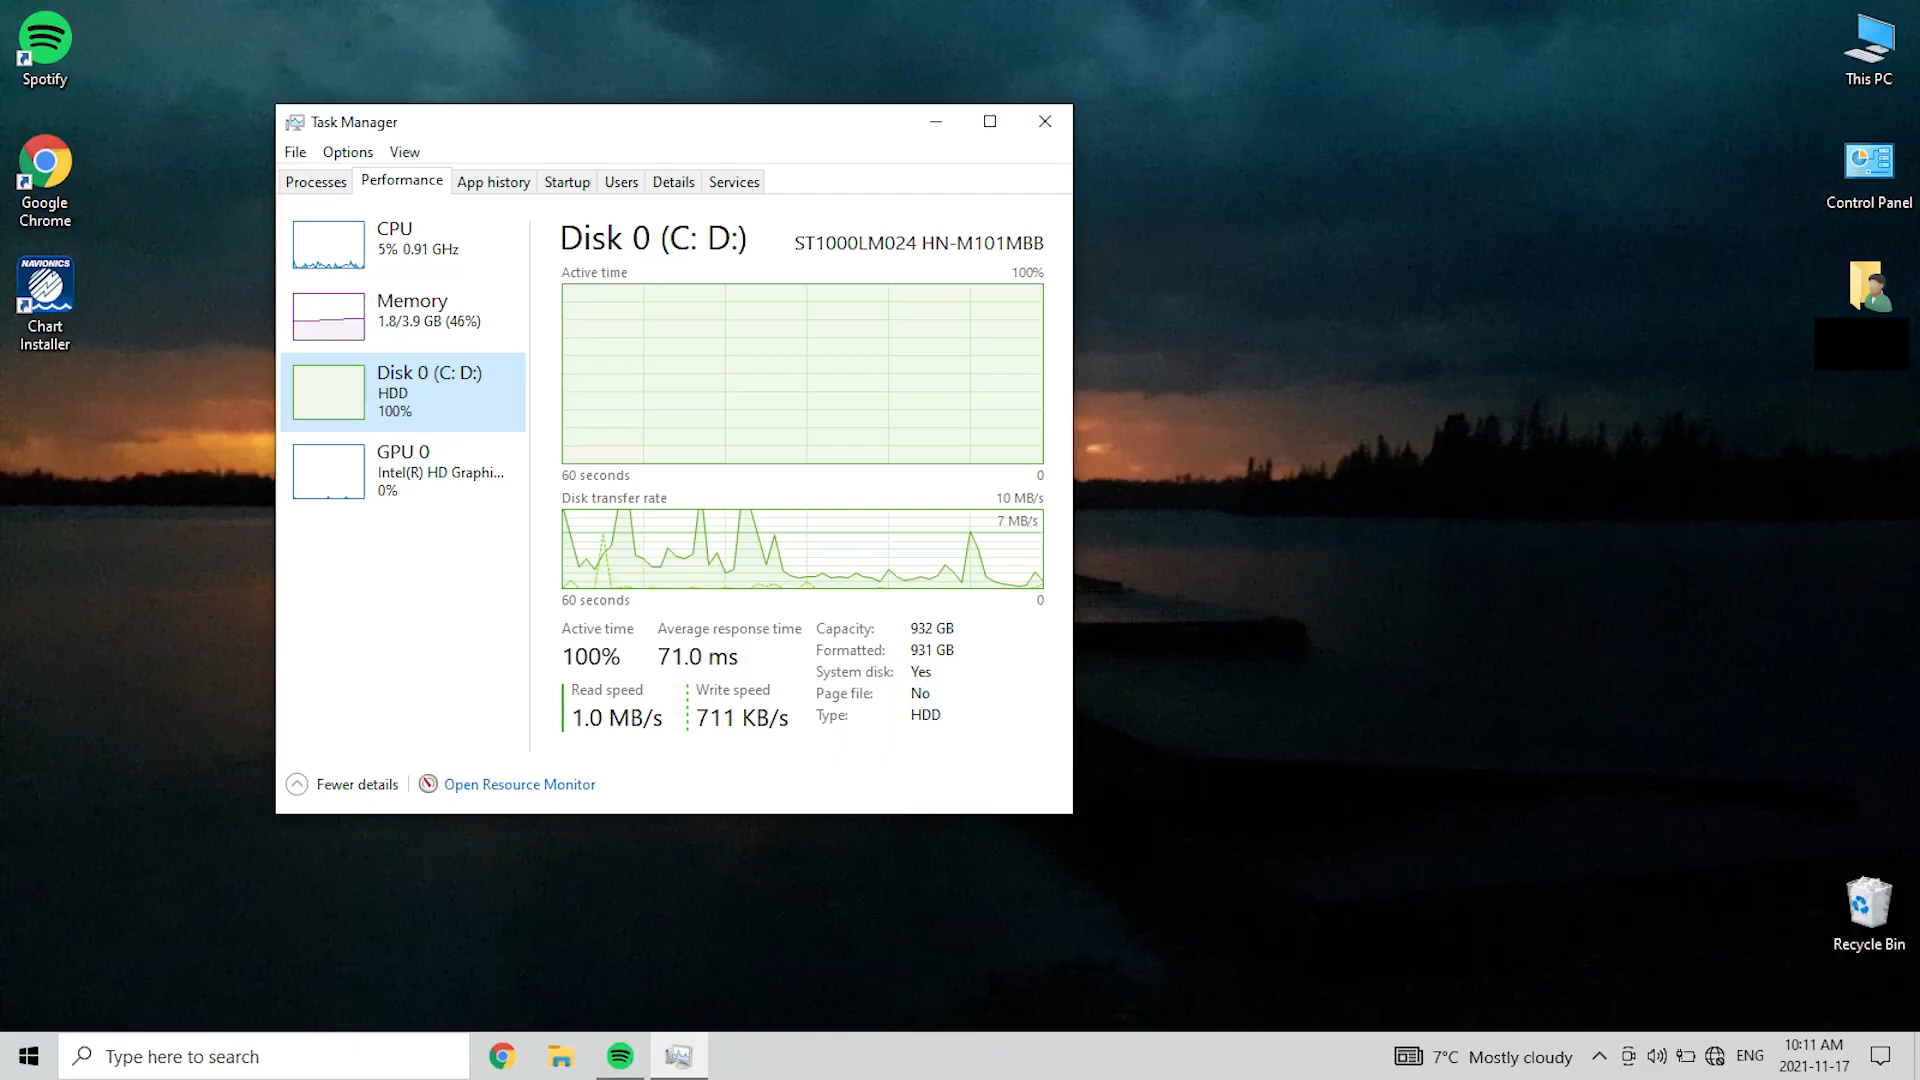 Spotify
Google
Chrome
NAVIONICS
Chart
Installer
This PC
Control Panel
Recycle Bin
Task Manager
File Options View
Processes Performance App history Startup Users Details Services
CPU
5% 0.91 GHz
Memory
1.8/3.9 GB (46%)
Disk 0 (C: D:)
HDD
100%
GPU 0
Intel(R) HD Graphi...
0%
Disk 0 (C: D:) ST1000LM024 HN-M101MBB
Active time 100%
60 seconds 0
Disk transfer rate 10 MB/s
7 MB/s
60 seconds 0
Active time Average response time
100% 71.0 ms
Read speed Write speed
1.0 MB/s 711 KB/s
Capacity: 932 GB
Formatted: 931 GB
System disk: Yes
Page file: No
Type: HDD
Fewer details Open Resource Monitor
Type here to search
7°C Mostly cloudy ENG
10:11 AM
2021-11-17